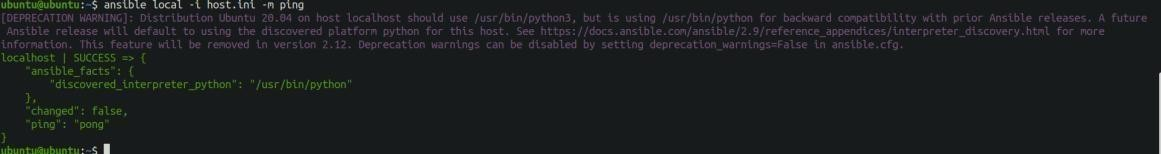 ubuntu@ubuntu:~$ ansible local -i host.ini -m ping
[DEPRECATION WARNING]: Distribution Ubuntu 20.04 on host localhost should use /usr/bin/python3, but is using /usr/bin/python for backward compatibility with prior Ansible releases. A future
 Ansible release will default to using the discovered platform python for this host. See https://docs.ansible.com/ansible/2.9/reference_appendices/interpreter_discovery.html for more
information. This feature will be removed in version 2.12. Deprecation warnings can be disabled by setting deprecation_warnings=False in ansible.cfg.
localhost | SUCCESS => {
    "ansible_facts": {
        "discovered_interpreter_python": "/usr/bin/python"
    },
    "changed": false,
    "ping": "pong"
}
ubuntu@ubuntu:~$